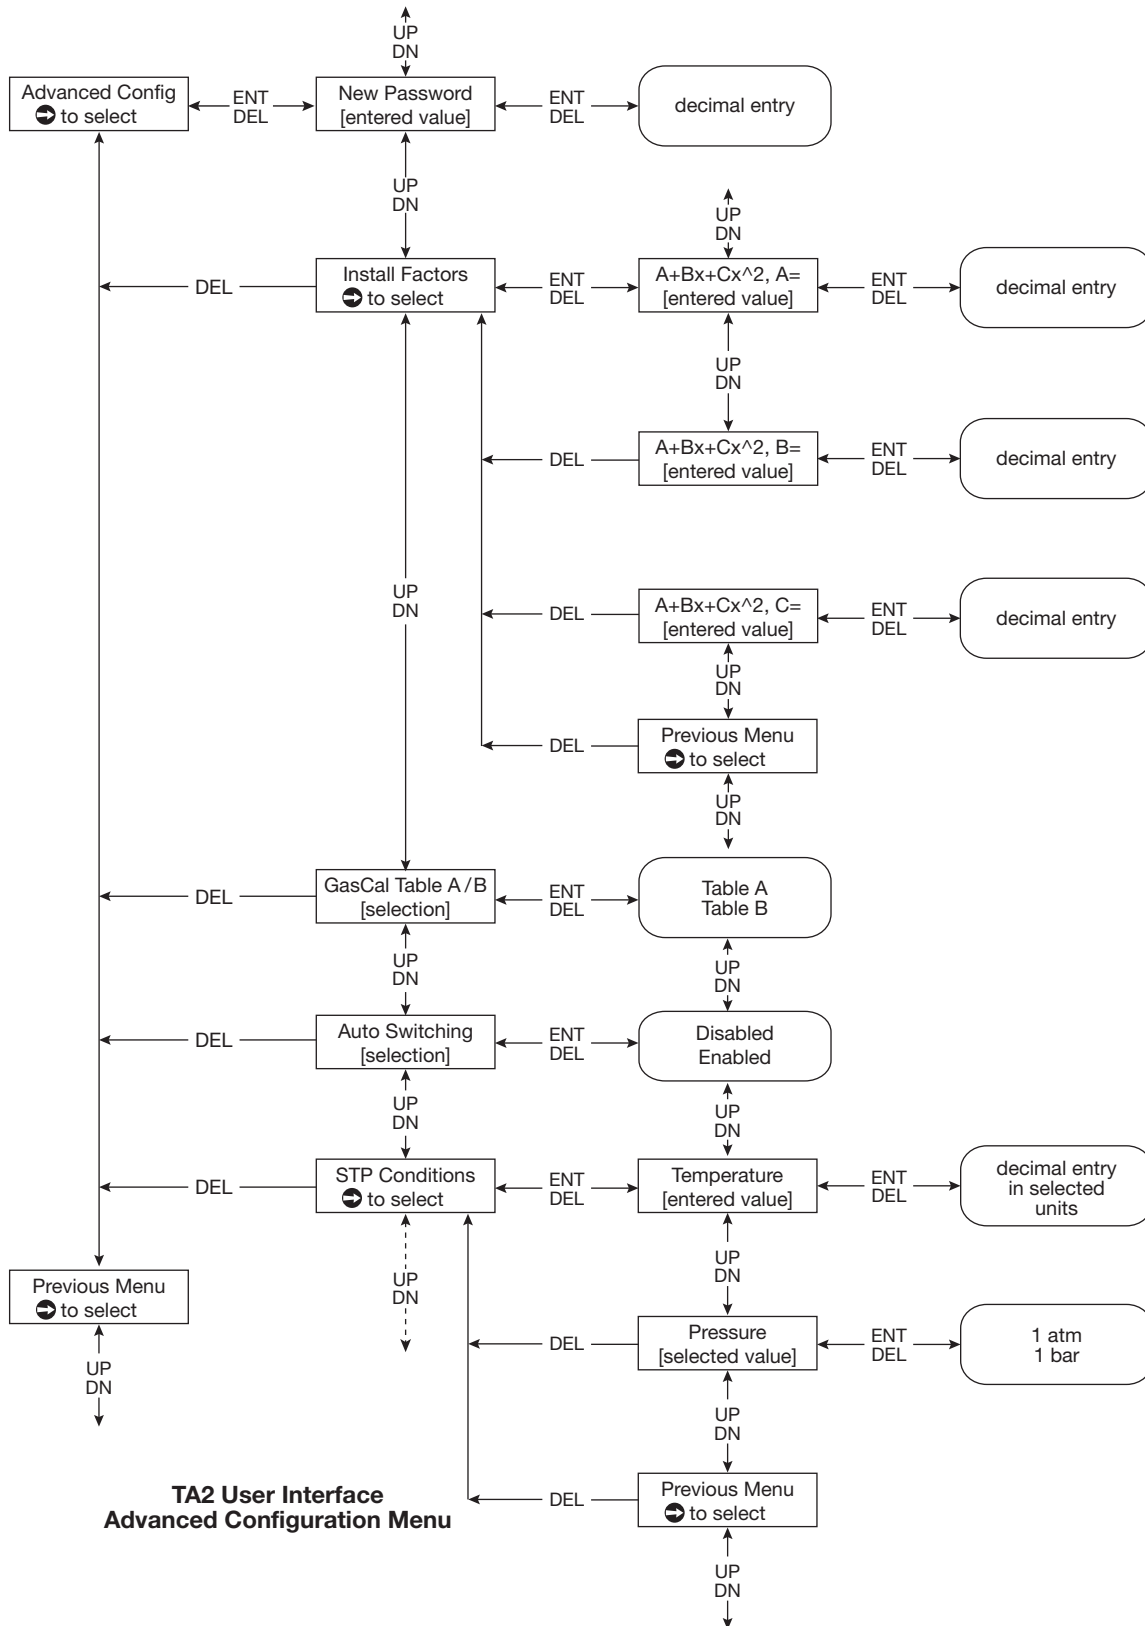 UP
DN
Advanced Config
to select
ENT
DEL
New Password
[entered value]
ENT
DEL
decimal entry
UP
DN
UP
DN
DEL
Install Factors
to select
ENT
DEL
A+Bx+Cx^2, A=
[entered value]
ENT
DEL
decimal entry
UP
DN
DEL
A+Bx+Cx^2, B=
[entered value]
ENT
DEL
decimal entry
UP
DN
DEL
A+Bx+Cx^2, C=
[entered value]
ENT
DEL
decimal entry
UP
DN
DEL
Previous Menu
to select
UP
DN
DEL
GasCal Table A/B
[selection]
ENT
DEL
Table A
Table B
UP
DN
UP
DN
DEL
Auto Switching
[selection]
ENT
DEL
Disabled
Enabled
UP
DN
UP
DN
DEL
STP Conditions
to select
ENT
DEL
Temperature
[entered value]
ENT
DEL
decimal entry
in selected
units
Previous Menu
to select
UP
DN
UP
DN
UP
DN
DEL
Pressure
[selected value]
ENT
DEL
1 atm
1 bar
UP
DN
DEL
Previous Menu
to select
UP
DN
TA2 User Interface
Advanced Configuration Menu